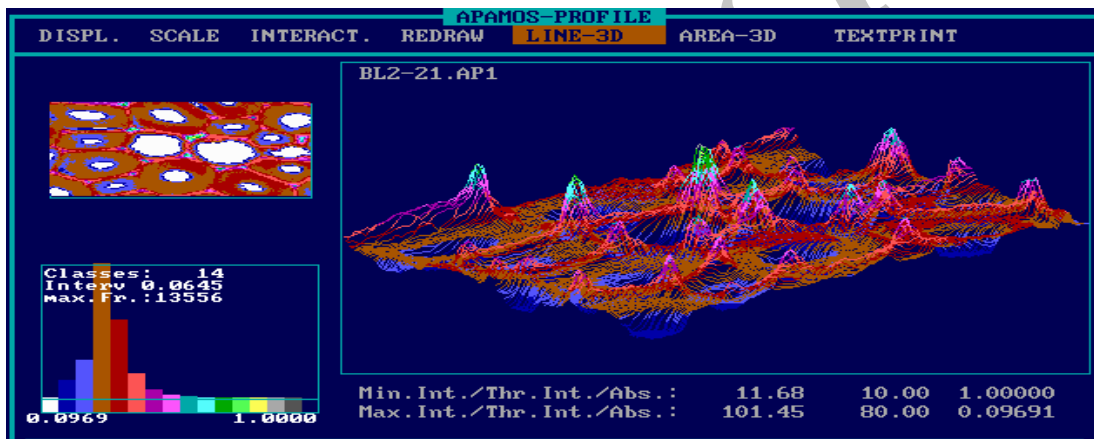 APAMOS-PROFILE
DISPL. SCALE INTERACT. REDRAW LINE-3D AREA-3D TEXTPRINT
BL2-21.AP1
Classes: 14
Interv 0.0645
max.Fr.:13556
0.0969 1.0000
Min.Int./Thr.Int./Abs.: 11.68 10.00 1.00000
Max.Int./Thr.Int./Abs.: 101.45 80.00 0.09691